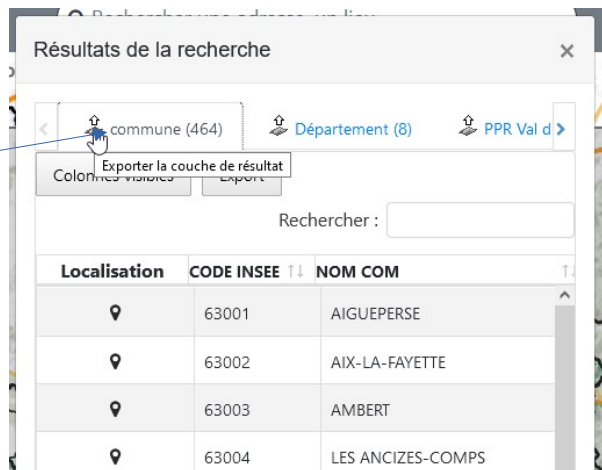 Rechercher une adresse, un lieu
Résultats de la recherche
×
commune (464) Département (8) PPR Val d
Exporter la couche de résultat
Colonnes visibles Export
Rechercher :
Localisation CODE INSEE NOM COM
63001 AIGUEPERSE
63002 AIX-LA-FAYETTE
63003 AMBERT
63004 LES ANCIZES-COMPS